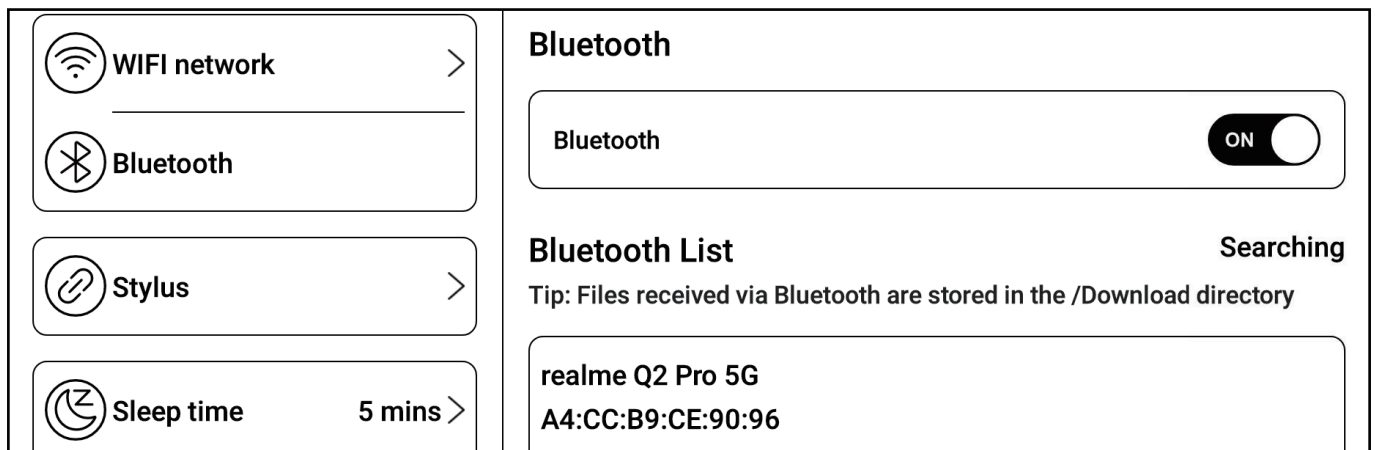 WIFI network
Bluetooth
Stylus
Sleep time 5 mins
Bluetooth
Bluetooth ON
Bluetooth List Searching
Tip: Files received via Bluetooth are stored in the /Download directory
realme Q2 Pro 5G
A4:CC:B9:CE:90:96